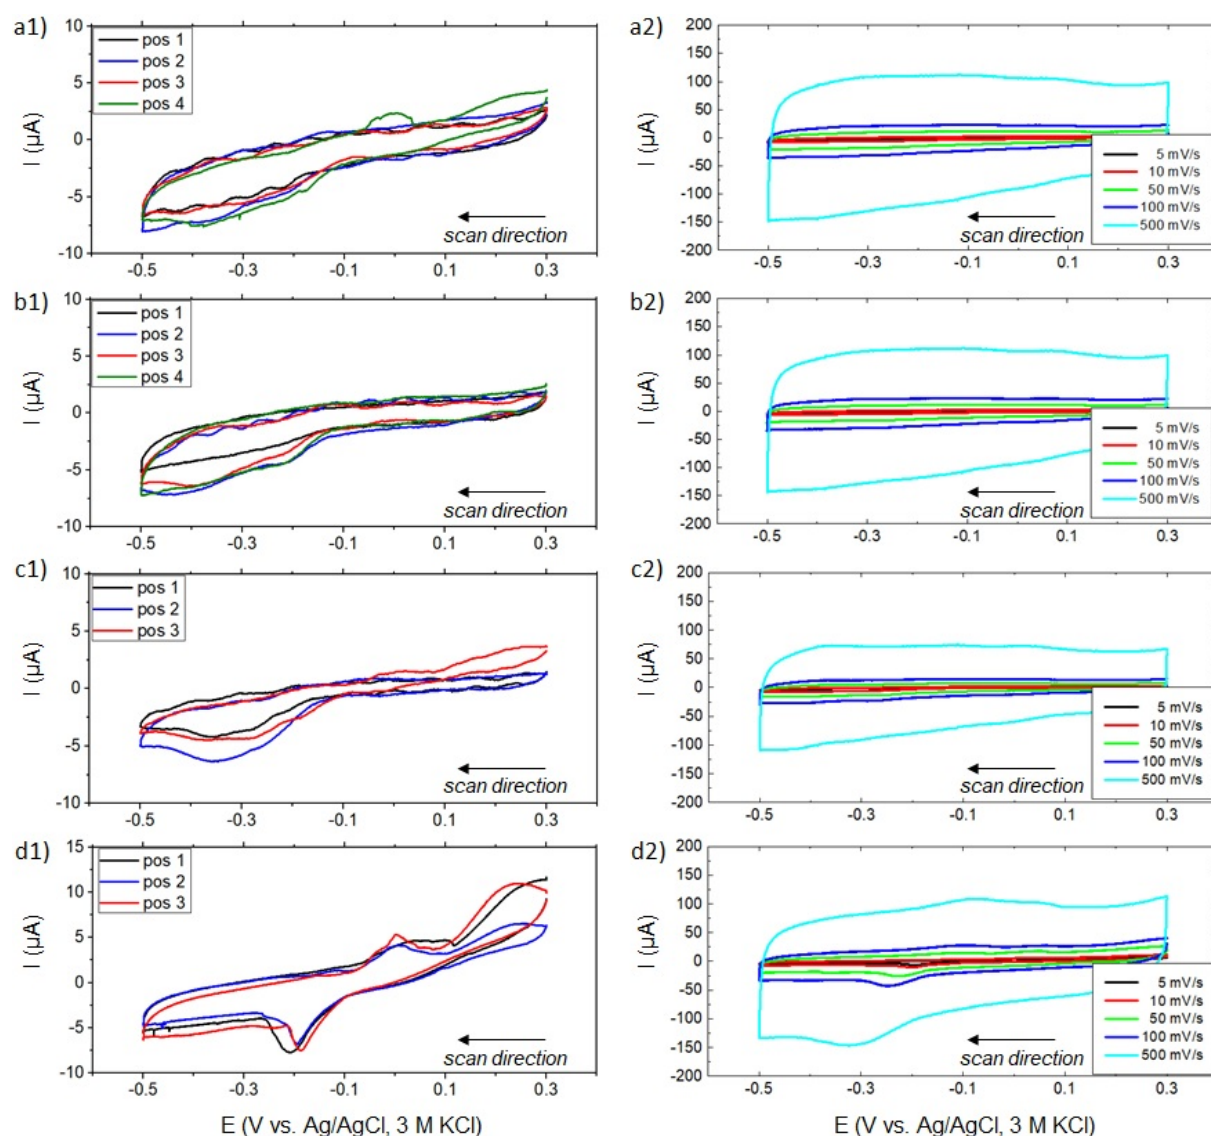 a1)
10
5
0
-5
-10
I (µA)
pos 1
pos 2
pos 3
pos 4
scan direction
-0.5 -0.3 -0.1 0.1 0.3
a2)
200
150
100
50
0
-50
-100
-150
-200
I (µA)
5 mV/s
10 mV/s
50 mV/s
100 mV/s
500 mV/s
scan direction
-0.5 -0.3 -0.1 0.1 0.3
b1)
10
5
0
-5
-10
I (µA)
pos 1
pos 2
pos 3
pos 4
scan direction
-0.5 -0.3 -0.1 0.1 0.3
b2)
200
150
100
50
0
-50
-100
-150
-200
I (µA)
5 mV/s
10 mV/s
50 mV/s
100 mV/s
500 mV/s
scan direction
-0.5 -0.3 -0.1 0.1 0.3
c1)
10
5
0
-5
-10
I (µA)
pos 1
pos 2
pos 3
scan direction
-0.5 -0.3 -0.1 0.1 0.3
c2)
200
150
100
50
0
-50
-100
-150
-200
I (µA)
5 mV/s
10 mV/s
50 mV/s
100 mV/s
500 mV/s
scan direction
-0.5 -0.3 -0.1 0.1 0.3
d1)
15
10
5
0
-5
-10
I (µA)
pos 1
pos 2
pos 3
scan direction
-0.5 -0.3 -0.1 0.1 0.3
E (V vs. Ag/AgCl, 3 M KCl)
d2)
200
150
100
50
0
-50
-100
-150
-200
I (µA)
5 mV/s
10 mV/s
50 mV/s
100 mV/s
500 mV/s
scan direction
-0.5 -0.3 -0.1 0.1 0.3
E (V vs. Ag/AgCl, 3 M KCl)